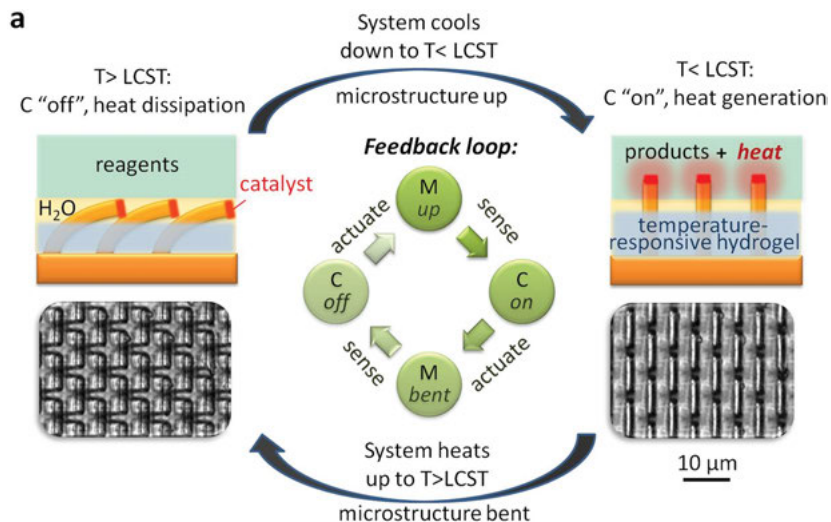 a
System cools
down to T< LCST
microstructure up
T> LCST:
C "off", heat dissipation
T< LCST:
C "on", heat generation
reagents
catalyst
H₂O
Feedback loop:
M
up
sense
C
on
actuate
M
bent
sense
C
off
actuate
products + heat
temperature-
responsive hydrogel
System heats
up to T>LCST
microstructure bent
10 µm